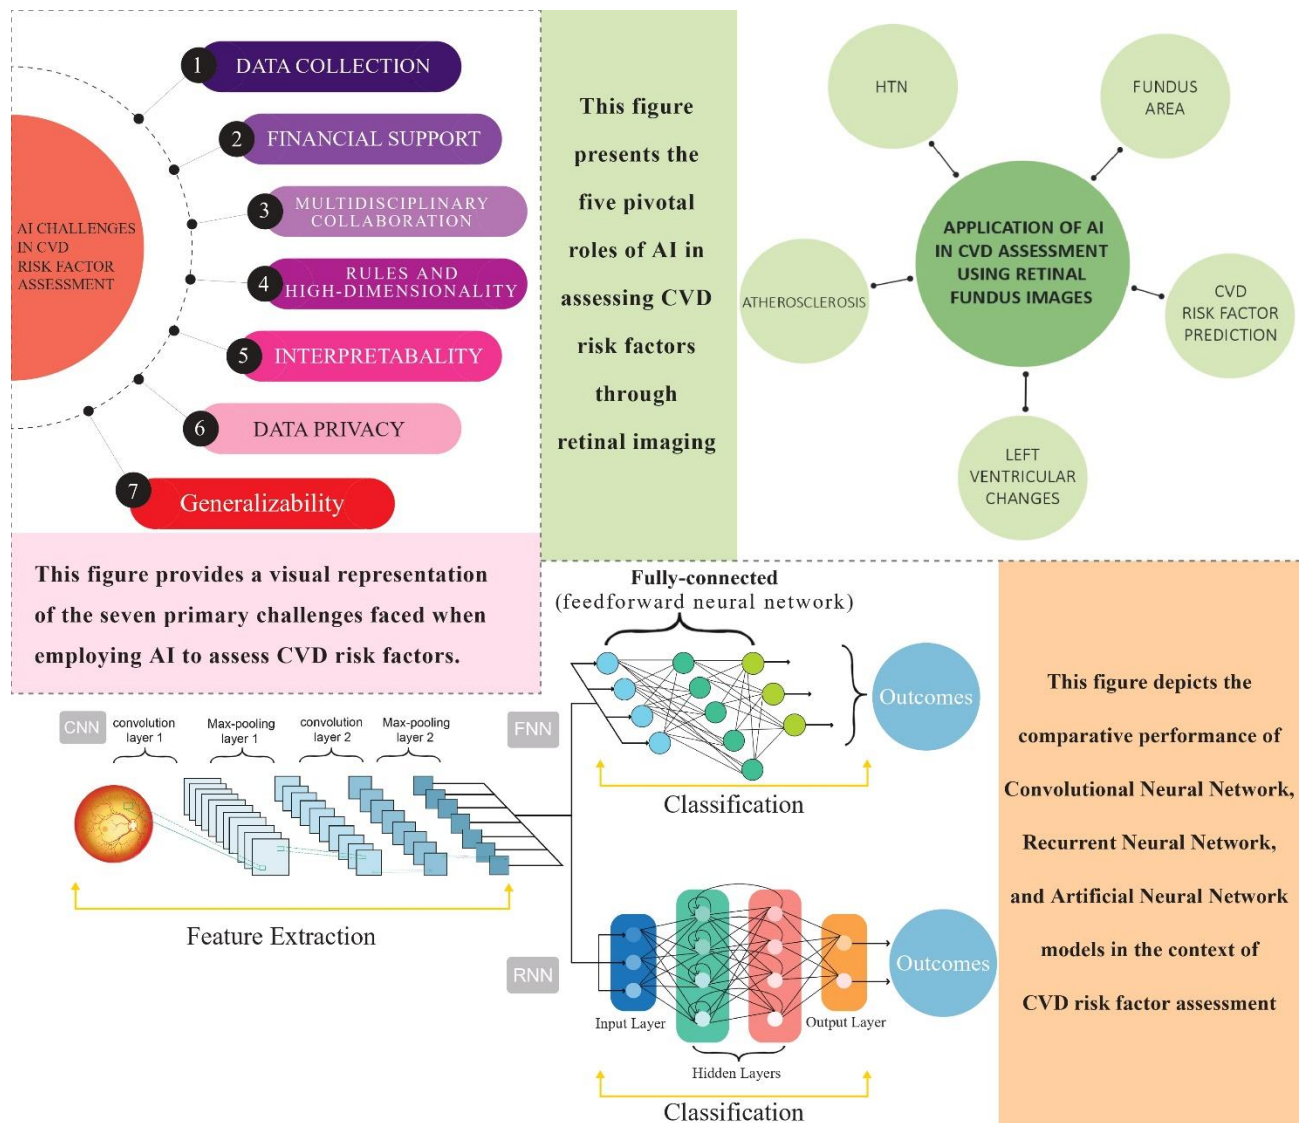 1
DATA COLLECTION
2
FINANCIAL SUPPORT
3
MULTIDISCIPLINARY
COLLABORATION
4
RULES AND
HIGH-DIMENSIONALITY
5
INTERPRETABALITY
6
DATA PRIVACY
7
Generalizability
AI CHALLENGES
IN CVD
RISK FACTOR
ASSESSMENT
This figure provides a visual representation
of the seven primary challenges faced when
employing AI to assess CVD risk factors.
This figure
presents the
five pivotal
roles of AI in
assessing CVD
risk factors
through
retinal imaging
HTN
FUNDUS
AREA
APPLICATION OF AI
IN CVD ASSESSMENT
USING RETINAL
FUNDUS IMAGES
ATHEROSCLEROSIS
CVD
RISK FACTOR
PREDICTION
LEFT
VENTRICULAR
CHANGES
CNN
convolution
layer 1
Max-pooling
layer 1
convolution
layer 2
Max-pooling
layer 2
Feature Extraction
Fully-connected
(feedforward neural network)
FNN
Outcomes
Classification
RNN
Input Layer
Hidden Layers
Output Layer
Outcomes
Classification
This figure depicts the
comparative performance of
Convolutional Neural Network,
Recurrent Neural Network,
and Artificial Neural Network
models in the context of
CVD risk factor assessment